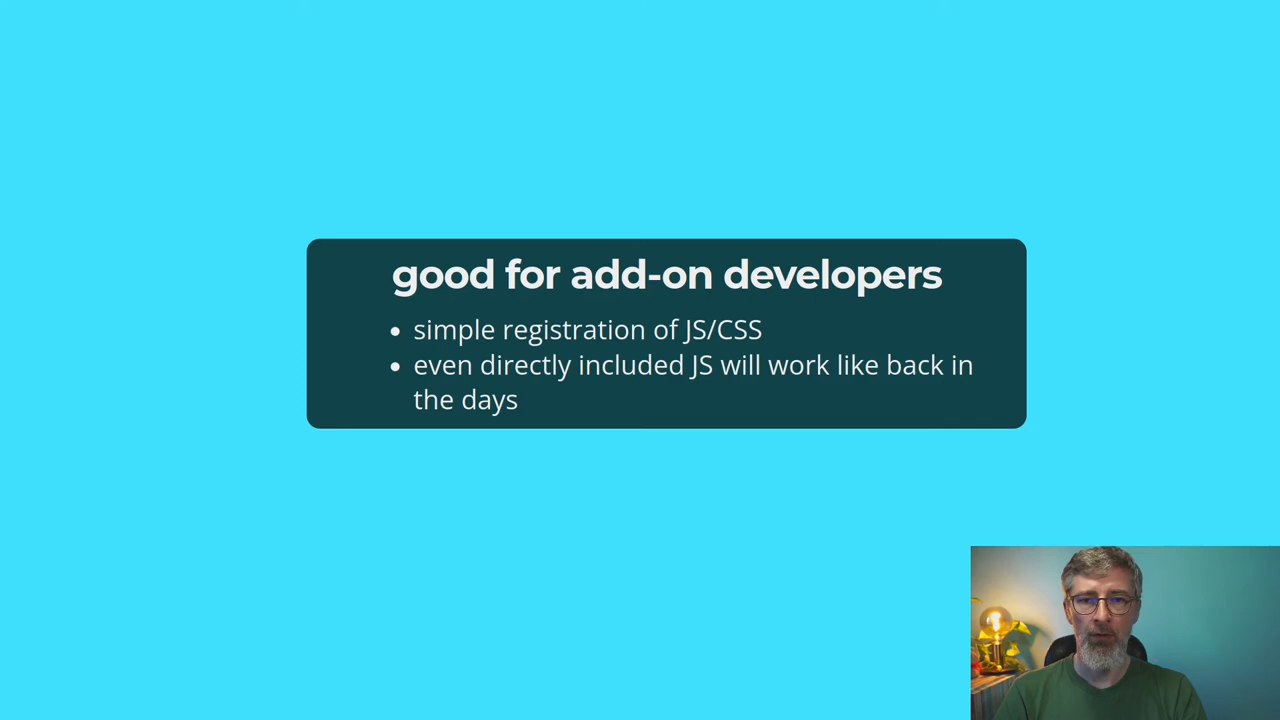 good for add-on developers
simple registration of JS/CSS
even directly included JS will work like back in
the days